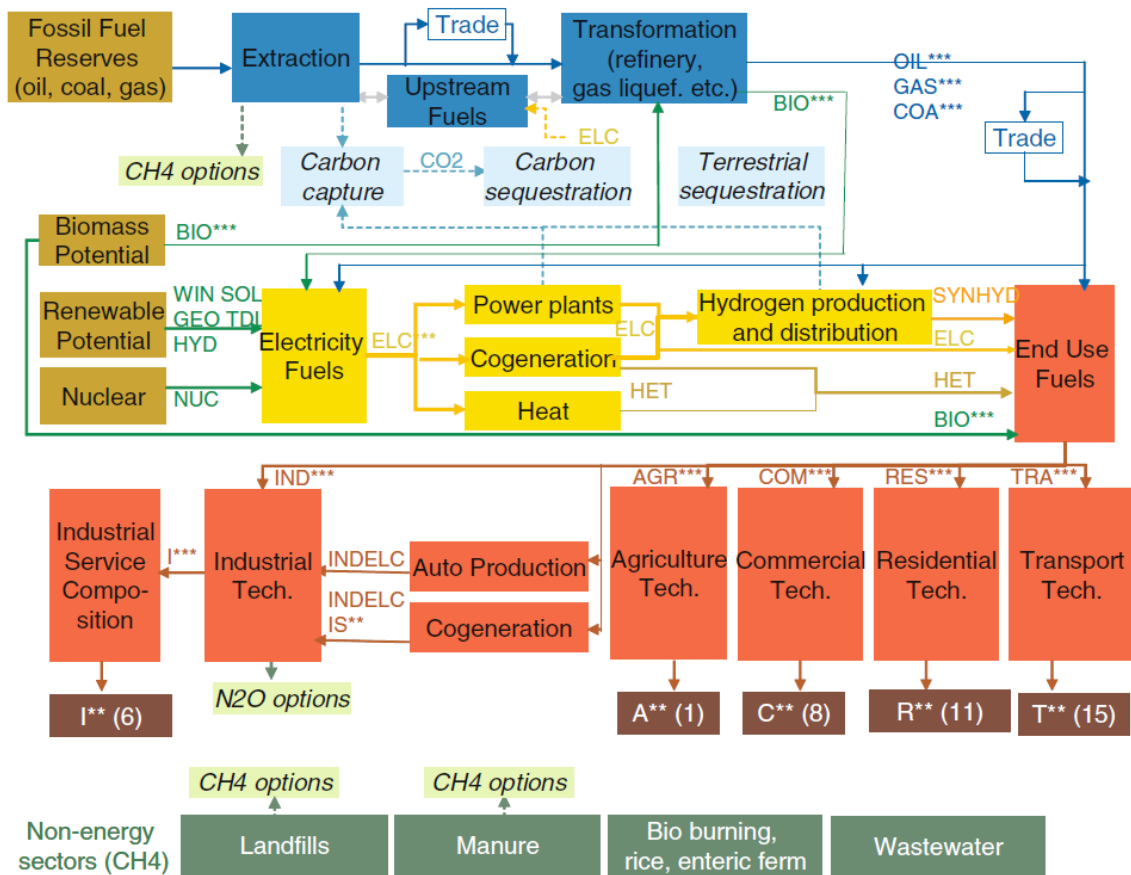 Fossil Fuel
Reserves
(oil, coal, gas)
Extraction
Trade
Transformation
(refinery,
gas liquef. etc.)
Upstream
Fuels
OIL***
GAS***
COA***
BIO***
Trade
ELC
CH4 options
Carbon
capture
CO2
Carbon
sequestration
Terrestrial
sequestration
Biomass
Potential
BIO***
Renewable
Potential
WIN SOL
GEO TDL
HYD
Nuclear
NUC
Electricity
Fuels
ELC***
Power plants
Cogeneration
Heat
ELC
HET
Hydrogen production
and distribution
SYNHYD
ELC
HET
BIO***
End Use
Fuels
IND***
AGR***
COM***
RES***
TRA***
Industrial
Service
Compo-
sition
I***
Industrial
Tech.
INDELC
Auto Production
INDELC
IS**
Cogeneration
Agriculture
Tech.
Commercial
Tech.
Residential
Tech.
Transport
Tech.
N2O options
I** (6)
A** (1)
C** (8)
R** (11)
T** (15)
CH4 options
CH4 options
Non-energy
sectors (CH4)
Landfills
Manure
Bio burning,
rice, enteric ferm
Wastewater